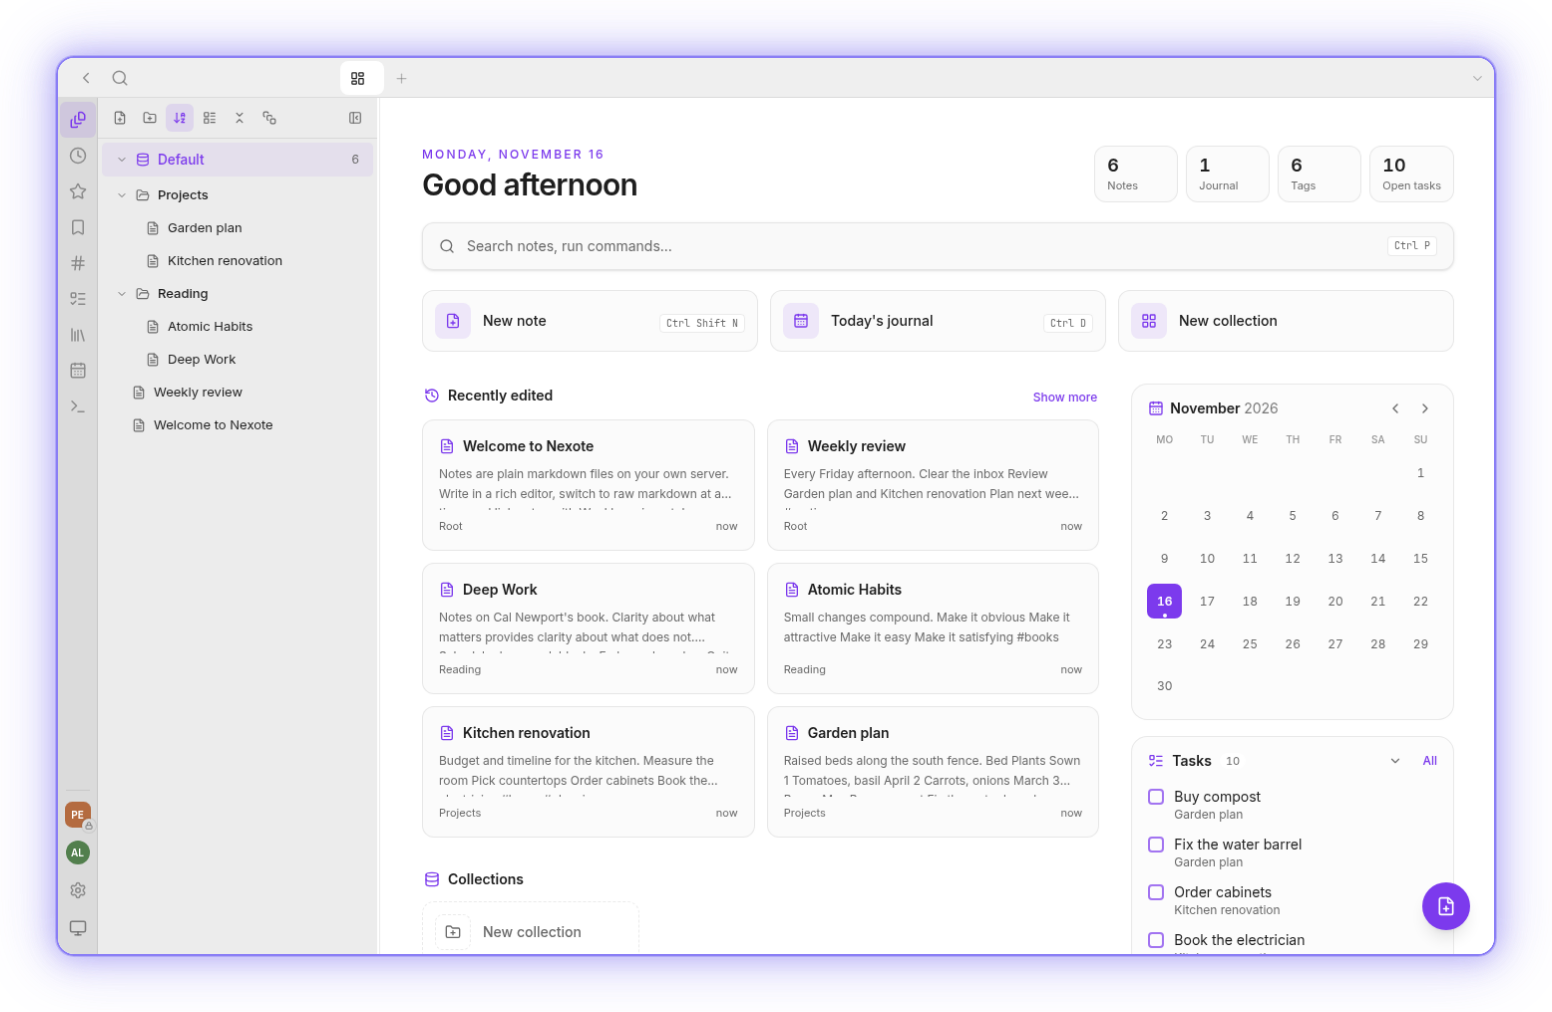 Default 6
Projects
Garden plan
Kitchen renovation
Reading
Atomic Habits
Deep Work
Weekly review
Welcome to Nexote
PE
AL
MONDAY, NOVEMBER 16
Good afternoon
6 Notes
1 Journal
6 Tags
10 Open tasks
Search notes, run commands... Ctrl P
New note Ctrl Shift N
Today's journal Ctrl D
New collection
Recently edited Show more
Welcome to Nexote
Notes are plain markdown files on your own server.
Write in a rich editor, switch to raw markdown at a...
Root now
Weekly review
Every Friday afternoon. Clear the inbox Review
Garden plan and Kitchen renovation Plan next wee...
Root now
Deep Work
Notes on Cal Newport's book. Clarity about what
matters provides clarity about what does not....
Reading now
Atomic Habits
Small changes compound. Make it obvious Make it
attractive Make it easy Make it satisfying #books
Reading now
Kitchen renovation
Budget and timeline for the kitchen. Measure the
room Pick countertops Order cabinets Book the...
Projects now
Garden plan
Raised beds along the south fence. Bed Plants Sown
1 Tomatoes, basil April 2 Carrots, onions March 3...
Projects now
Collections
New collection
November 2026
MO TU WE TH FR SA SU
1
2 3 4 5 6 7 8
9 10 11 12 13 14 15
16 17 18 19 20 21 22
23 24 25 26 27 28 29
30
Tasks 10 All
Buy compost
Garden plan
Fix the water barrel
Garden plan
Order cabinets
Kitchen renovation
Book the electrician